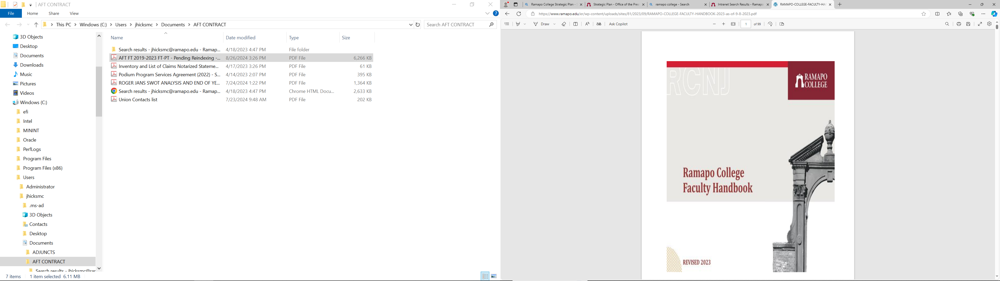 AFT CONTRACT
File Home Share View
This PC Windows (C:) Users jhicksmc Documents AFT CONTRACT
Search AFT CONTRACT
3D Objects
Desktop
Documents
Downloads
Music
Pictures
Videos
Windows (C:)
efi
Intel
MININT
Oracle
PerfLogs
Program Files
Program Files (x86)
Users
Administrator
jhicksmc
.ms-ad
3D Objects
Contacts
Desktop
Documents
ADJUNCTS
AFT CONTRACT
Search results - jhicksmc@rar
Name Date modified Type Size
Search results - jhicksmc@ramapo.edu - Ramap... 4/18/2023 4:47 PM File folder
AFT FT 2019-2023 FT-PT - Pending Reindexing -... 8/26/2024 3:26 PM PDF File 6,266 KB
Inventory and List of Claims Notarized Stateme... 4/17/2023 3:26 PM PDF File 61 KB
Podium Program Services Agreement (2022) - S... 4/14/2023 2:07 PM PDF File 395 KB
ROGER JANS SWOT ANALYSIS AND END OF YE... 7/24/2024 1:22 PM PDF File 1,364 KB
Search results - jhicksmc@ramapo.edu - Ramap... 4/18/2023 4:47 PM Chrome HTML Docu... 2,633 KB
Union Contacts list 7/23/2024 9:48 AM PDF File 202 KB
7 items 1 item selected 6.11 MB
Ramapo College Strategic Plan - S
Strategic Plan - Office of the Pres
ramapo college - Search
Intranet Search Results - Ramapo
RAMAPO-COLLEGE-FACULTY-HA
https://www.ramapo.edu/er/wp-content/uploads/sites/81/2023/09/RAMAPO-COLLEGE-FACULTY-HANDBOOK-2023-as-of-9-8-2023.pdf
Draw Ask Copilot 1 of 99
RCNJ
RAMAPO
COLLEGE
Ramapo College
Faculty Handbook
REVISED 2023